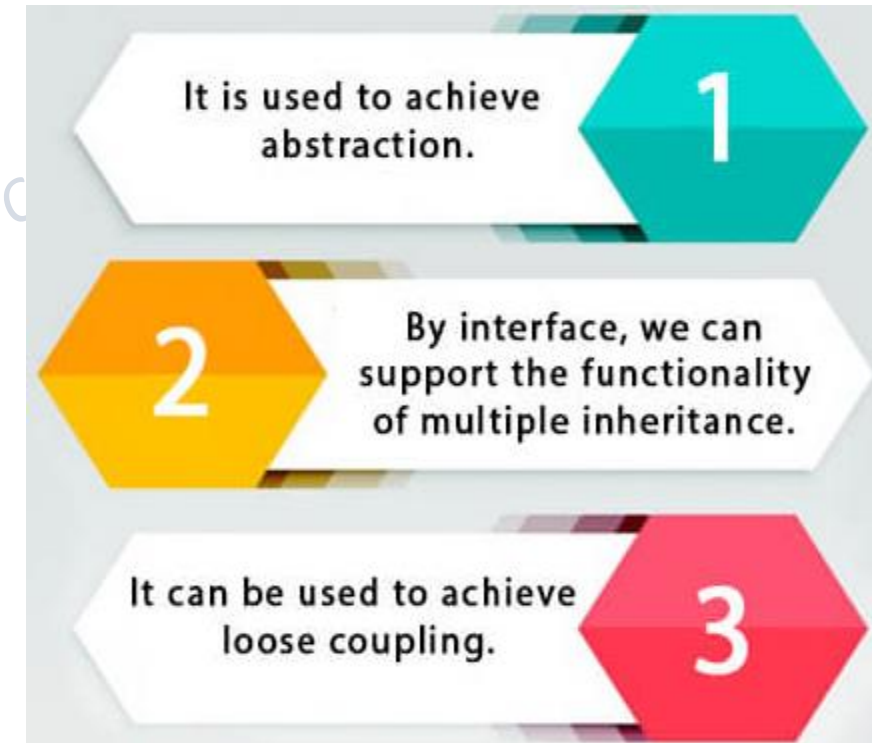 It is used to achieve
abstraction.
1
2
By interface, we can
support the functionality
of multiple inheritance.
It can be used to achieve
loose coupling.
3